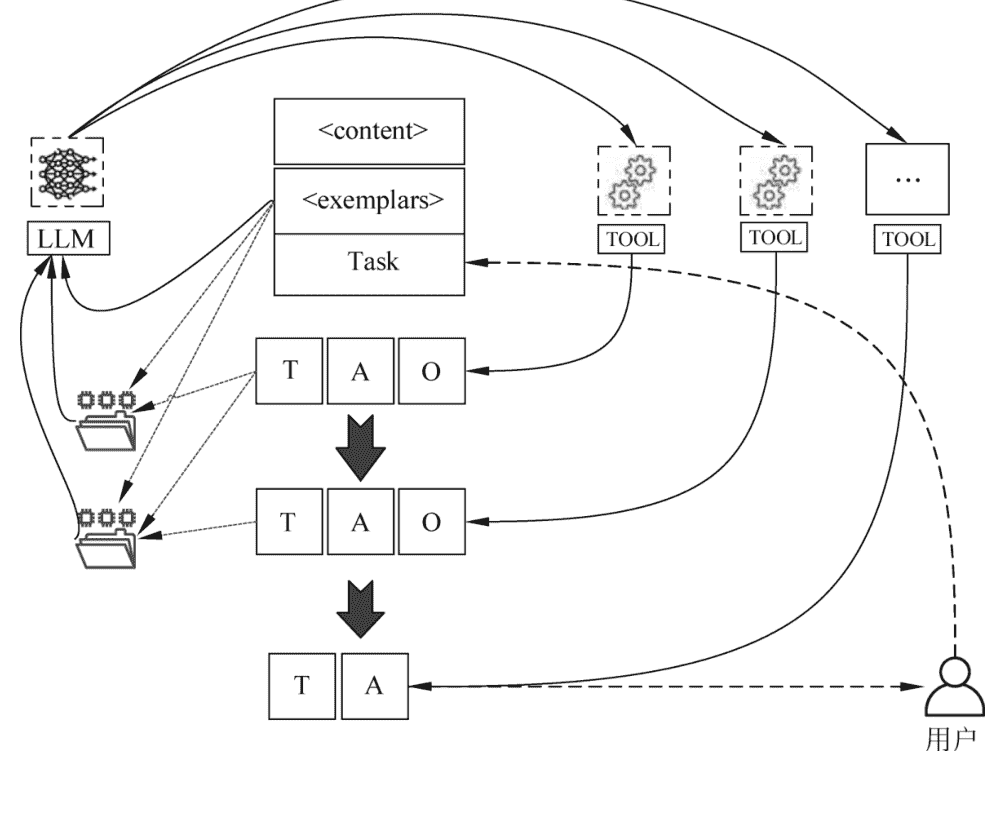 <content>
<exemplars>
Task
LLM
...
TOOL
TOOL
TOOL
T A O
T A O
T A
用户